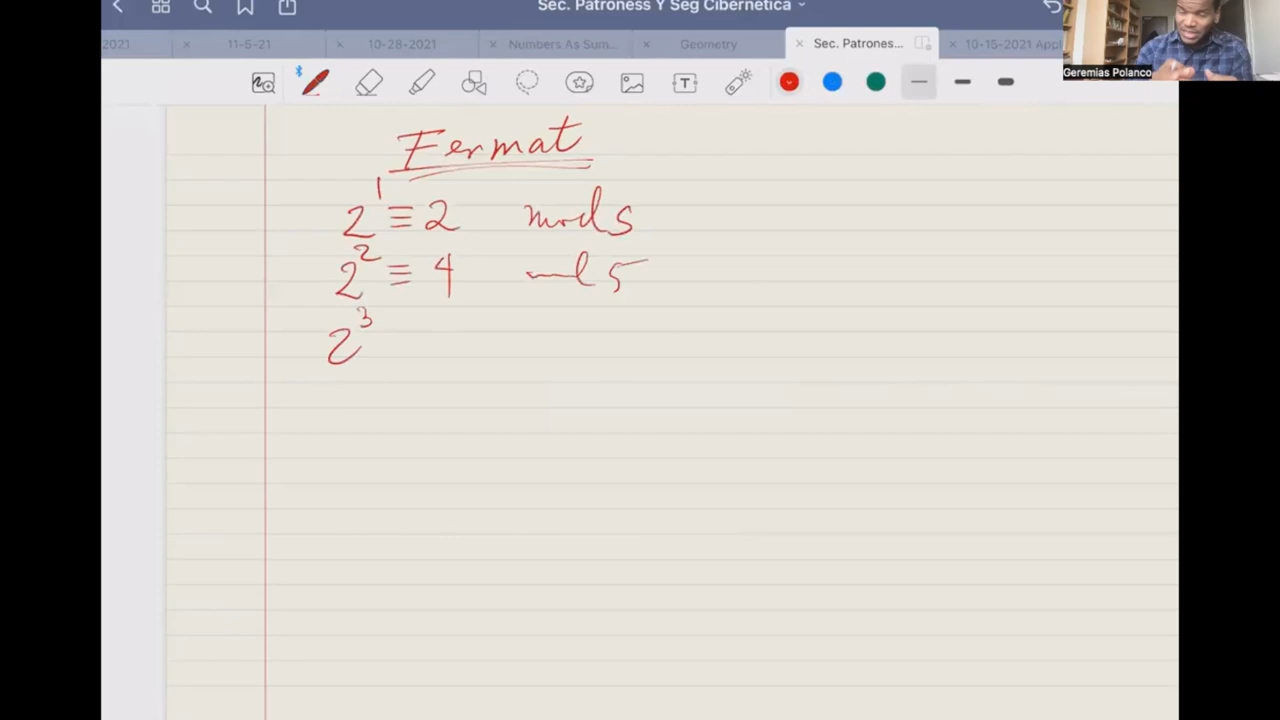 Sec. Patroness Y Seg Cibernetica
2021
11-5-21
10-28-2021
Numbers As Sum...
Geometry
Sec. Patrones...
10-15-2021 Appl
Geremias Polanco
Fermat
2¹ ≡ 2 mod 5
2² ≡ 4 mod 5
2³